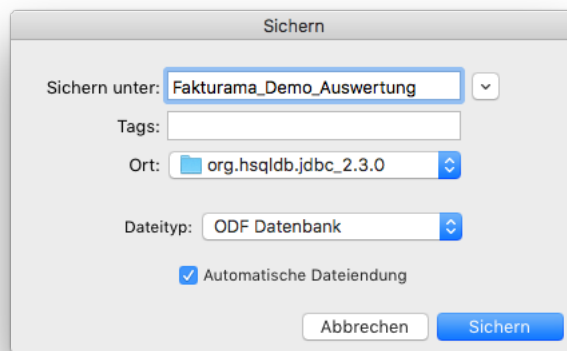 Sichern
Sichern unter: Fakturama_Demo_Auswertung
Tags:
Ort: org.hsqldb.jdbc_2.3.0
Dateityp: ODF Datenbank
Automatische Dateiendung
Abbrechen Sichern